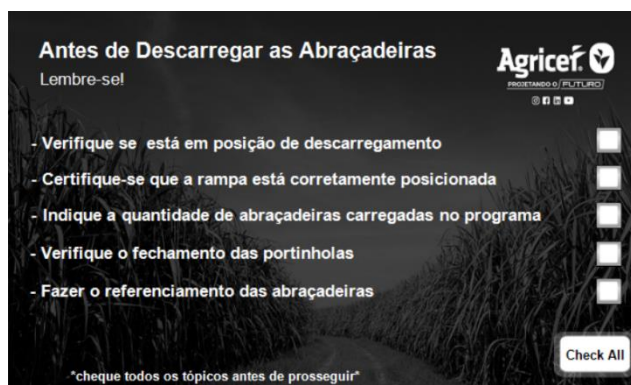 Antes de Descarregar as Abraçadeiras
Lembre-se!
Agricef.
PROJETANDO O FUTURO
- Verifique se está em posição de descarregamento
- Certifique-se que a rampa está corretamente posicionada
- Indique a quantidade de abraçadeiras carregadas no programa
- Verifique o fechamento das portinholas
- Fazer o referenciamento das abraçadeiras
Check All
*cheque todos os tópicos antes de prosseguir*